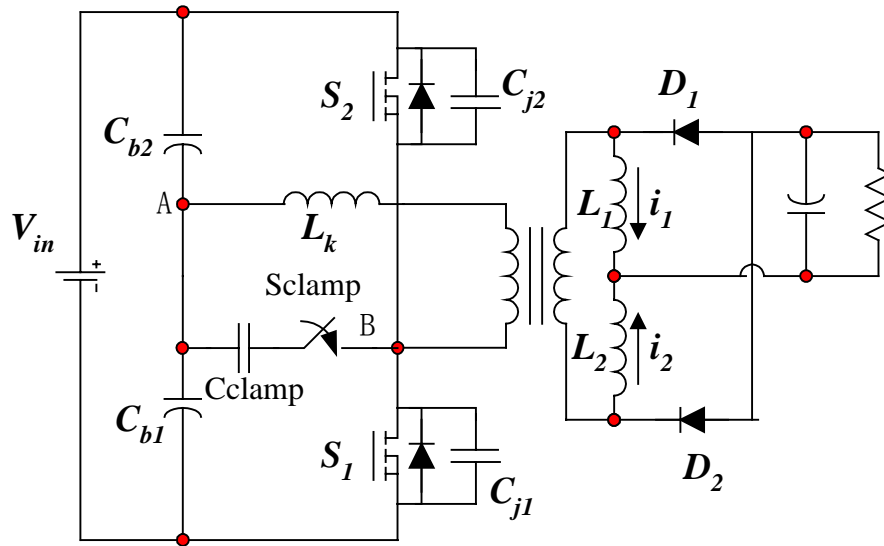 S2
Cj2
D1
Cb2
A
L1
i1
Vin
+
-
Lk
Sclamp
B
L2
i2
Cclamp
Cb1
S1
Cj1
D2